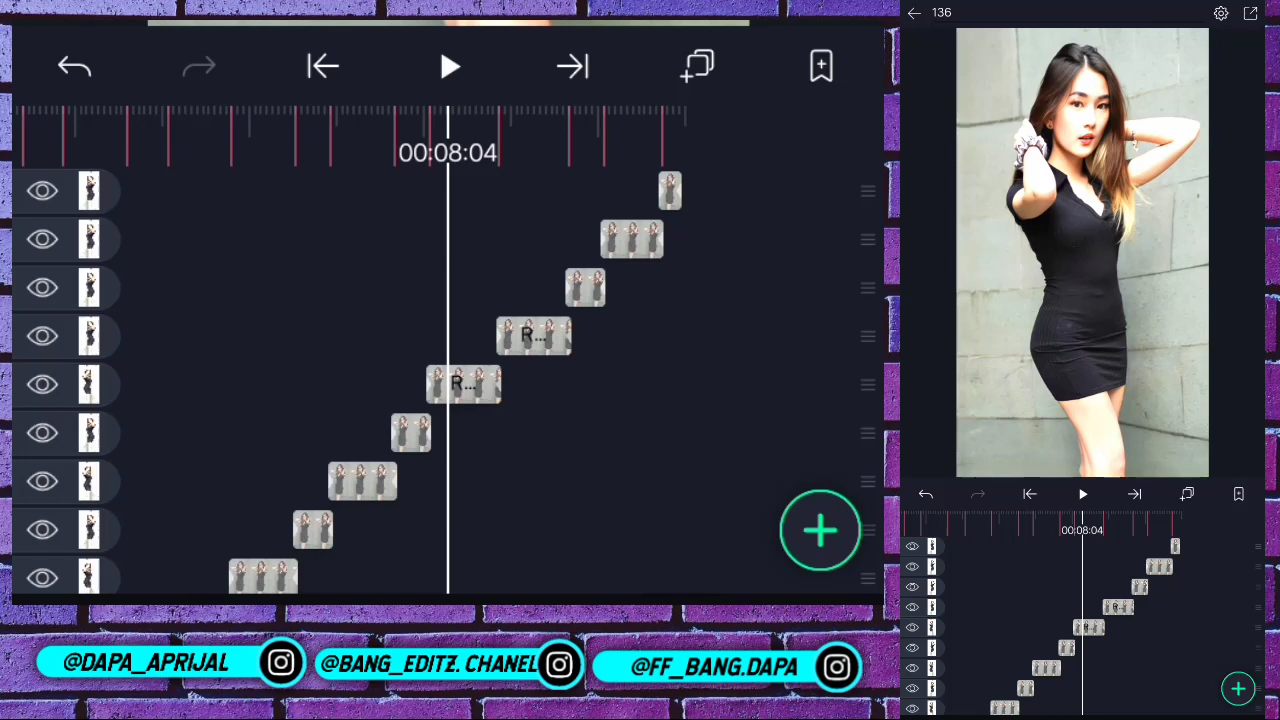 136
00:08:04
R...
R...
00:08:04
R...
R
@DAPA_APRIJAL
@BANG_EDITZ.CHANEL
@FF_BANG.DAPA